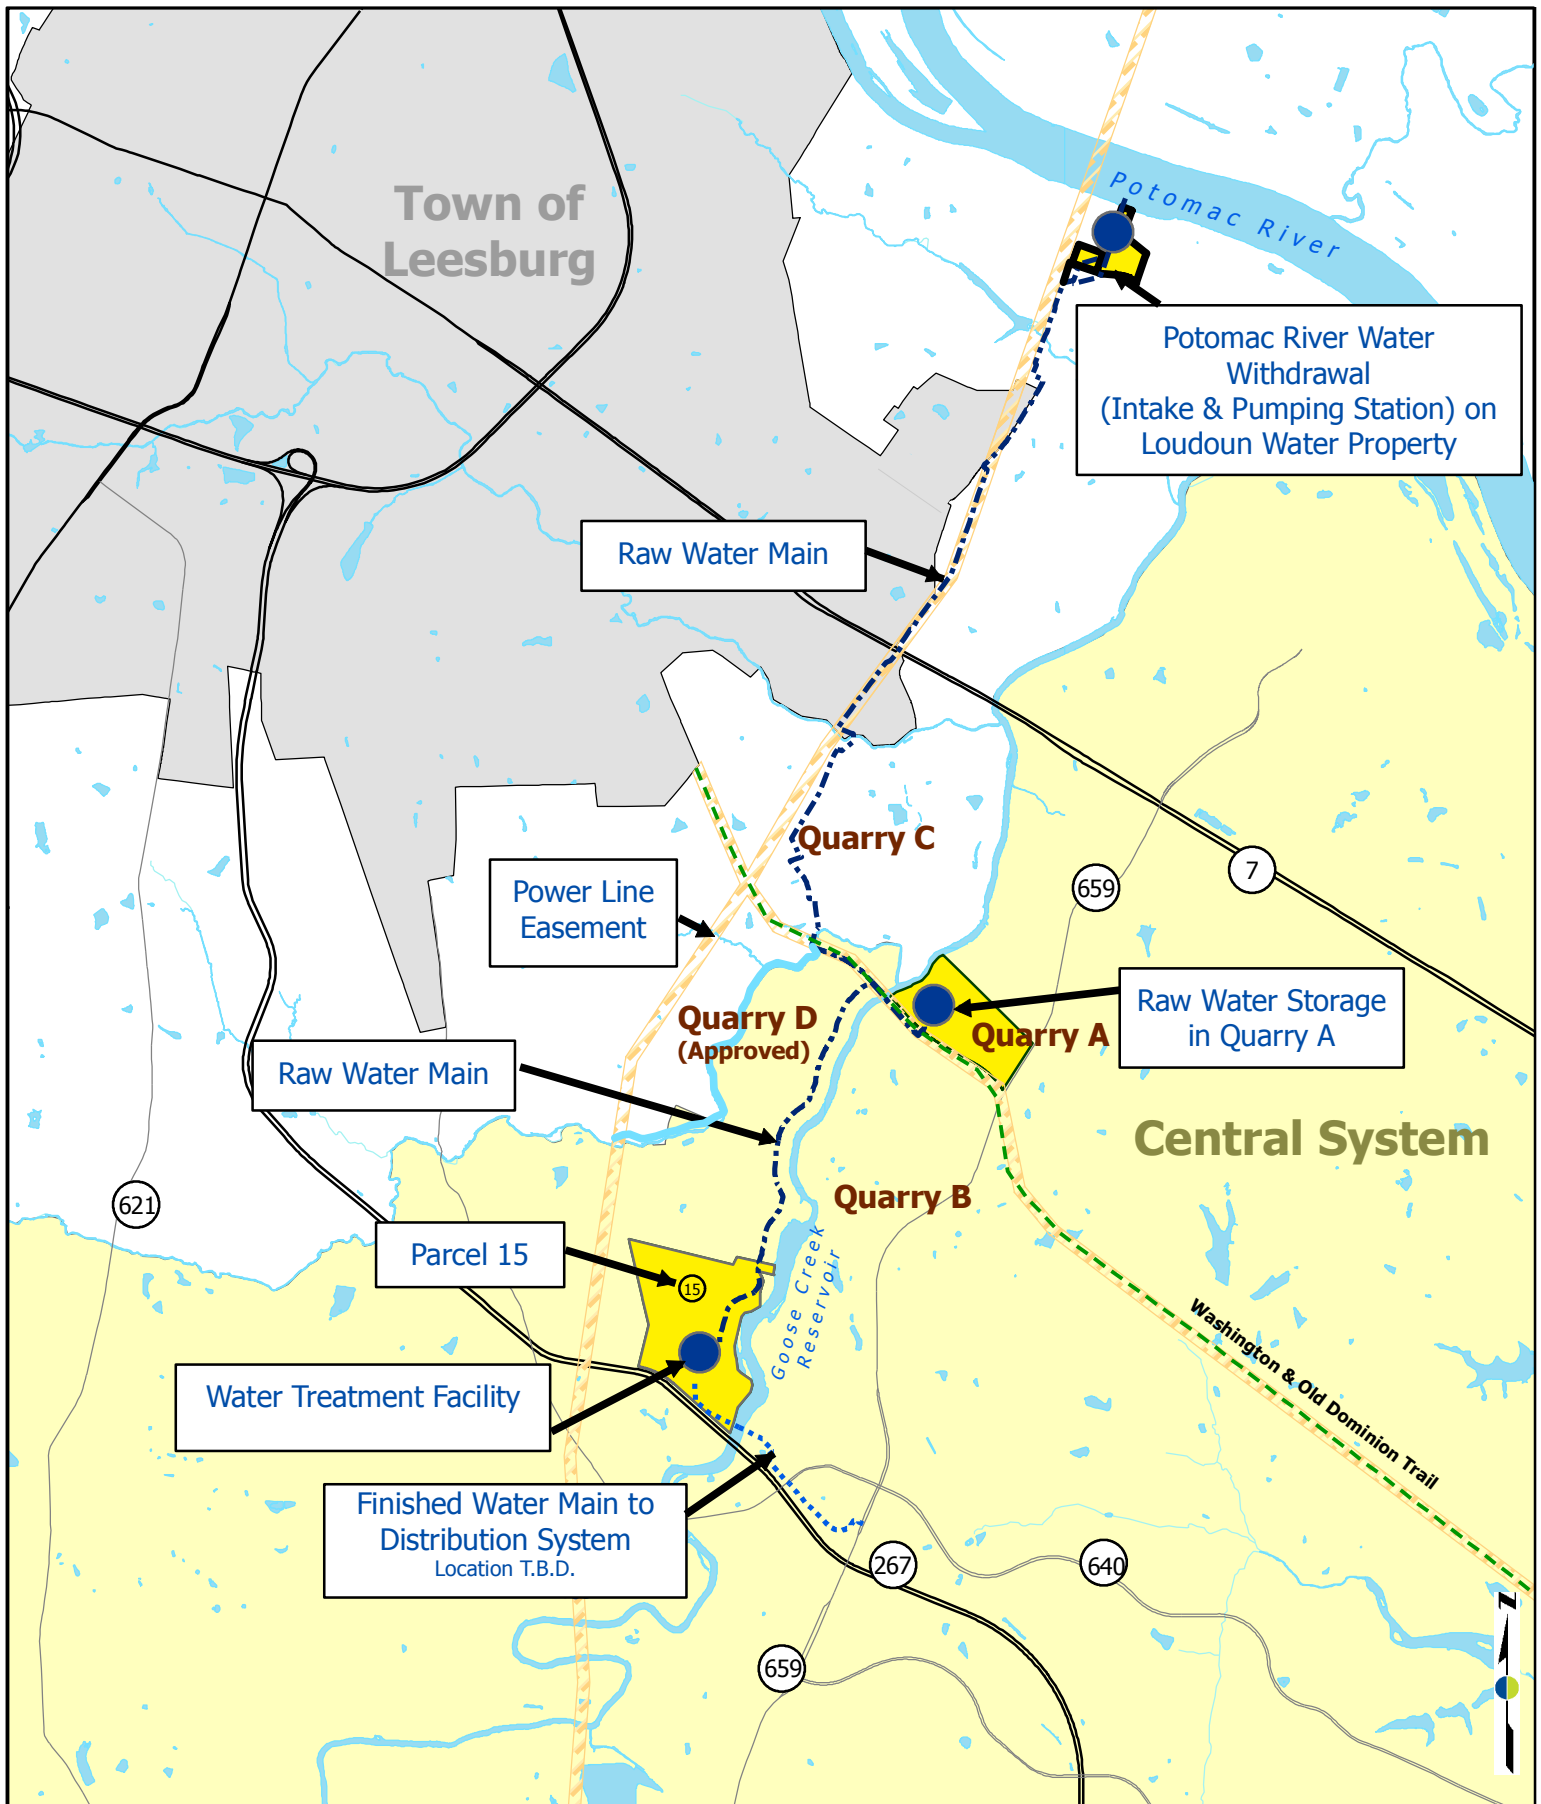 Town of
Leesburg
Potomac River
Potomac River Water
Withdrawal
(Intake & Pumping Station) on
Loudoun Water Property
Raw Water Main
Quarry C
7
659
Power Line
Easement
Quarry D
(Approved)
Quarry A
Raw Water Storage
in Quarry A
Raw Water Main
Central System
Quarry B
621
Parcel 15
15
Goose Creek
Reservoir
Washington & Old Dominion Trail
Water Treatment Facility
Finished Water Main to
Distribution System
Location T.B.D.
267
640
659
N